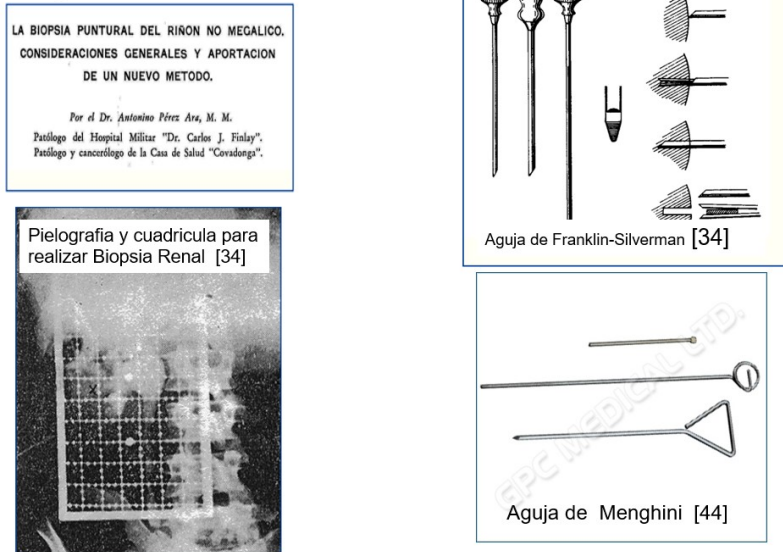 LA BIOPSIA PUNTURAL DEL RIÑON NO MEGALICO.
CONSIDERACIONES GENERALES Y APORTACION
DE UN NUEVO METODO.
Por el Dr. Antonino Pérez Ara, M. M.
Patólogo del Hospital Militar "Dr. Carlos J. Finlay".
Patólogo y cancerólogo de la Casa de Salud "Covadonga".
Pielografia y cuadricula para
realizar Biopsia Renal [34]
X
Aguja de Franklin-Silverman [34]
GPC MEDICAL LTD.
Aguja de Menghini [44]